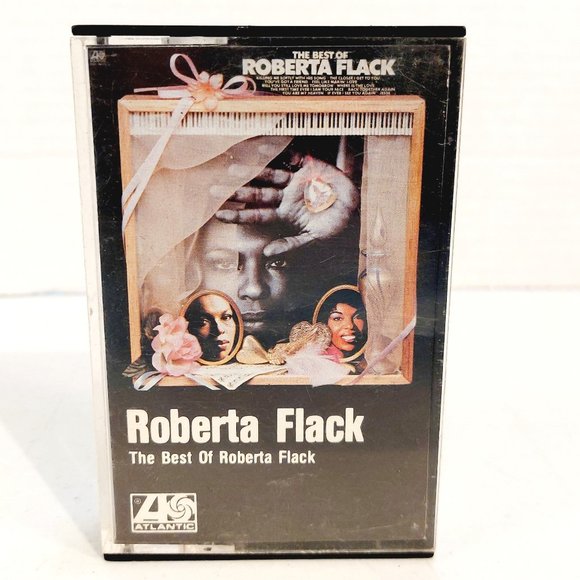 THE BEST OF
ROBERTA FLACK
KILLING ME SOFTLY WITH HIS SONG THE CLOSER I GET TO YOU
YOU'VE GOT A FRIEND FEEL LIKE MAKIN' LOVE
WILL YOU STILL LOVE ME TOMORROW WHERE IS THE LOVE
THE FIRST TIME EVER I SAW YOUR FACE BACK TOGETHER AGAIN
YOU ARE MY HEAVEN IF EVER I SEE YOU AGAIN JESSE
Roberta Flack
The Best Of Roberta Flack
ATLANTIC